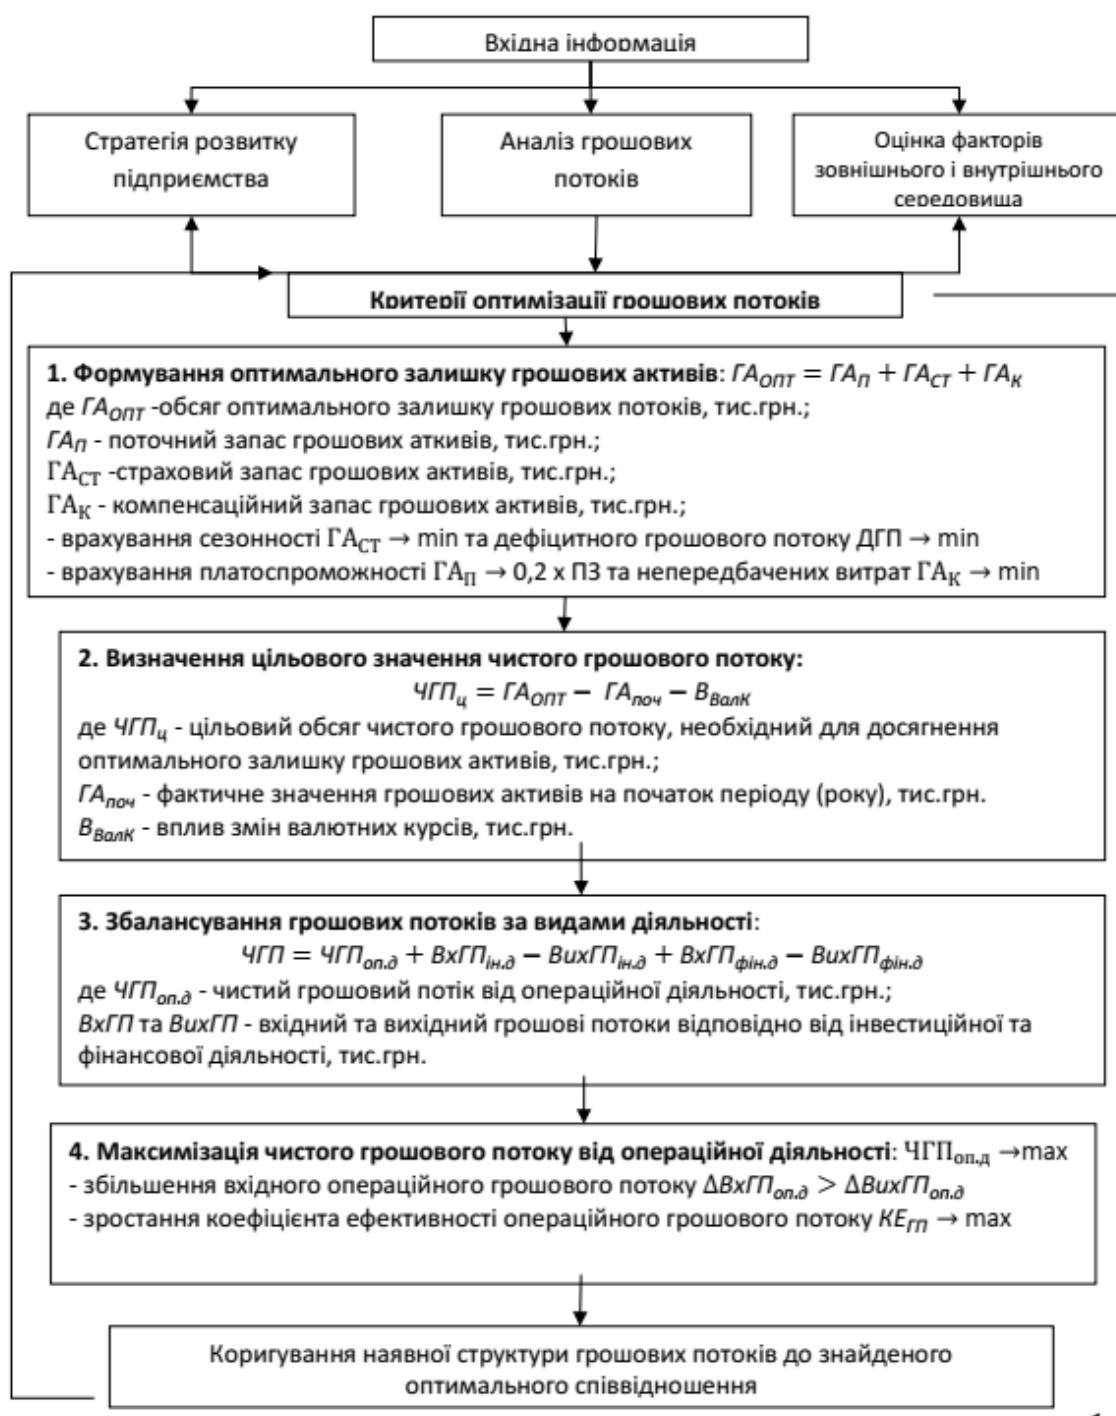 Вхідна інформація
Стратегія розвитку
підприємства
Аналіз грошових
потоків
Оцінка факторів
зовнішнього і внутрішнього
середовища
Критерії оптимізації грошових потоків
1. Формування оптимального залишку грошових активів: ГА_ОПТ = ГА_П + ГА_СТ + ГА_К
де ГА_ОПТ -обсяг оптимального залишку грошових потоків, тис.грн.;
ГА_П - поточний запас грошових аткивів, тис.грн.;
ГА_СТ -страховий запас грошових активів, тис.грн.;
ГА_К - компенсаційний запас грошових активів, тис.грн.;
- врахування сезонності ГА_СТ → min та дефіцитного грошового потоку ДГП → min
- врахування платоспроможності ГА_П → 0,2 х ПЗ та непередбачених витрат ГА_К → min
2. Визначення цільового значення чистого грошового потоку:
ЧГП_ц = ГА_ОПТ − ГА_поч − В_ВалК
де ЧГП_ц - цільовий обсяг чистого грошового потоку, необхідний для досягнення
оптимального залишку грошових активів, тис.грн.;
ГА_поч - фактичне значення грошових активів на початок періоду (року), тис.грн.
В_ВалК - вплив змін валютних курсів, тис.грн.
3. Збалансування грошових потоків за видами діяльності:
ЧГП = ЧГП_оп.д + ВхГП_ін.д − ВихГП_ін.д + ВхГП_фін.д − ВихГП_фін.д
де ЧГП_оп.д - чистий грошовий потік від операційної діяльності, тис.грн.;
ВхГП та ВихГП - вхідний та вихідний грошові потоки відповідно від інвестиційної та
фінансової діяльності, тис.грн.
4. Максимізація чистого грошового потоку від операційної діяльності: ЧГП_оп.д →max
- збільшення вхідного операційного грошового потоку ΔВхГП_оп.д > ΔВихГП_оп.д
- зростання коефіцієнта ефективності операційного грошового потоку КЕ_ГП → max
Коригування наявної структури грошових потоків до знайденого
оптимального співвідношення